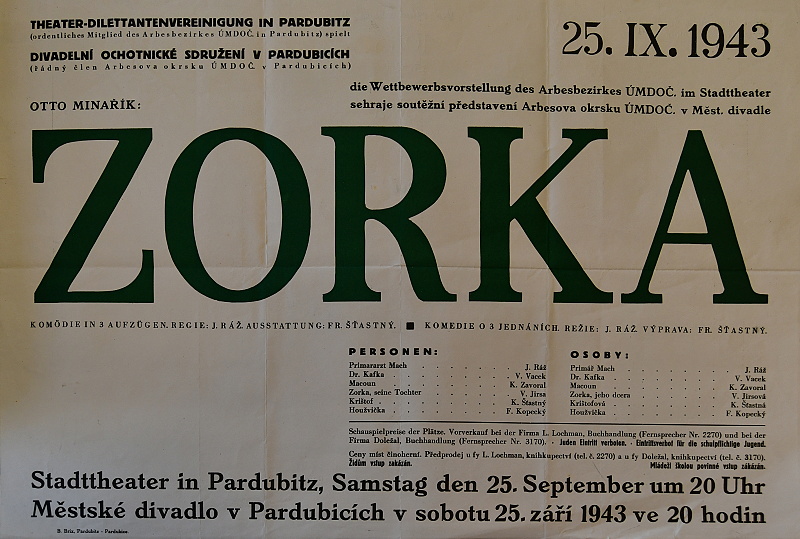 THEATER-DILETTANTENVEREINIGUNG IN PARDUBITZ
(ordentliches Mitglied des Arbesbezirkes ÚMDOČ. in Pardubitz) spielt
DIVADELNÍ OCHOTNICKÉ SDRUŽENÍ V PARDUBICÍCH
(řádný člen Arbesova okrsku ÚMDOČ. v Pardubicích)
25. IX. 1943
die Wettbewerbsvorstellung des Arbesbezirkes ÚMDOČ. im Stadttheater
sehraje soutěžní představení Arbesova okrsku ÚMDOČ. v Měst. divadle
OTTO MINAŘÍK:
ZORKA
KOMÖDIE IN 3 AUFZÜGEN. REGIE: J. RÁŽ. AUSSTATTUNG: FR. ŠŤASTNÝ. ■ KOMEDIE O 3 JEDNÁNÍCH. REŽIE: J. RÁŽ. VÝPRAVA: FR. ŠŤASTNÝ.
PERSONEN:
Primararzt Mach . . . . . . . J. Ráž
Dr. Kafka . . . . . . . . V. Vacek
Macoun . . . . . . . . K. Zavoral
Zorka, seine Tochter . . . . . . V. Jirsa
Krištof . . . . . . . . K. Šťastný
Houžvička . . . . . . . . F. Kopecký
OSOBY:
Primář Mach . . . . . . . . J. Ráž
Dr. Kafka . . . . . . . . V. Vacek
Macoun . . . . . . . . K. Zavoral
Zorka, jeho dcera . . . . . . V. Jirsová
Krištofová . . . . . . . . K. Šťastná
Houžvička . . . . . . . . F. Kopecký
Schauspielpreise der Plätze. Vorverkauf bei der Firma L. Lochman, Buchhandlung (Fernsprecher Nr. 2270) und bei der
Firma Doležal, Buchhandlung (Fernsprecher Nr. 3170). - Juden Eintritt verboten. - Eintrittsverbot für die schulpflichtige Jugend.
Ceny míst činoherní. Předprodej u fy L. Lochman, knihkupectví (tel. č. 2270) a u fy Doležal, knihkupectví (tel. č. 3170).
Židům vstup zakázán. Mládeži školou povinné vstup zakázán.
Stadttheater in Pardubitz, Samstag den 25. September um 20 Uhr
Městské divadlo v Pardubicích v sobotu 25. září 1943 ve 20 hodin
B. Bríz, Pardubitz - Pardubice.